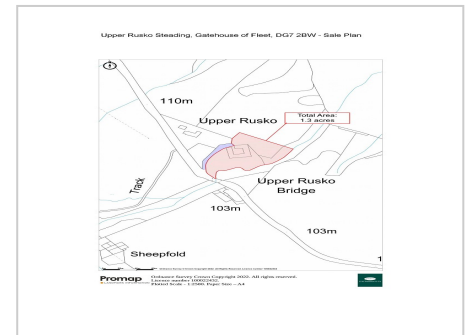 Upper Rusko Steading, Gatehouse of Fleet, DG7 2BW - Sale Plan
110m
Upper Rusko
Total Area:
1.3 acres
Track
Upper Rusko
Bridge
103m
103m
Sheepfold
1
Promap
Ordnance Survey Crown Copyright 2022. All Rights reserved.
Licence number 100022432.
Plotted Scale - 1:2500. Paper Size - A4